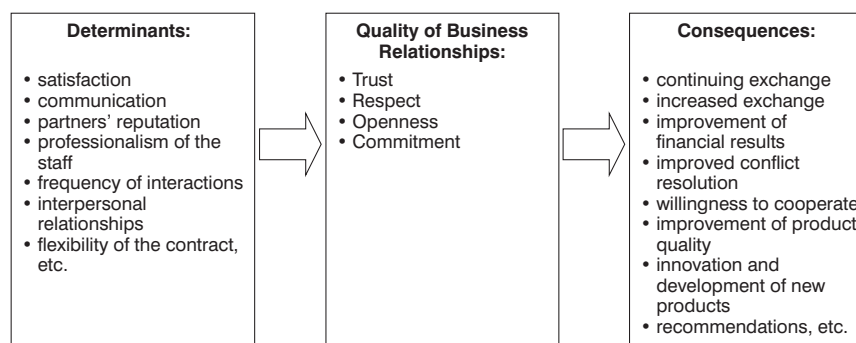 Determinants:
• satisfaction
• communication
• partners’ reputation
• professionalism of the
staff
• frequency of interactions
• interpersonal
relationships
• flexibility of the contract,
etc.
Quality of Business
Relationships:
• Trust
• Respect
• Openness
• Commitment
Consequences:
• continuing exchange
• increased exchange
• improvement of
financial results
• improved conflict
resolution
• willingness to cooperate
• improvement of product
quality
• innovation and
development of new
products
• recommendations, etc.